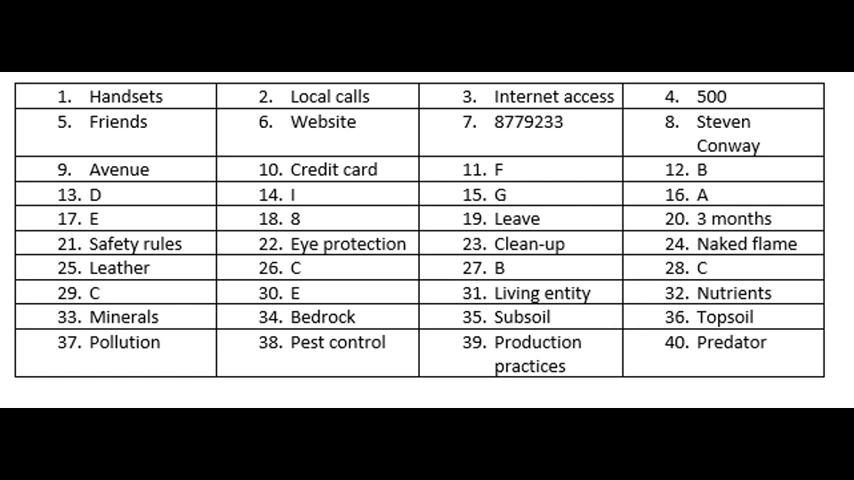 1. Handsets 2. Local calls 3. Internet access 4. 500
5. Friends 6. Website 7. 8779233 8. Steven
Conway
9. Avenue 10. Credit card 11. F 12. B
13. D 14. I 15. G 16. A
17. E 18. 8 19. Leave 20. 3 months
21. Safety rules 22. Eye protection 23. Clean-up 24. Naked flame
25. Leather 26. C 27. B 28. C
29. C 30. E 31. Living entity 32. Nutrients
33. Minerals 34. Bedrock 35. Subsoil 36. Topsoil
37. Pollution 38. Pest control 39. Production 40. Predator
practices